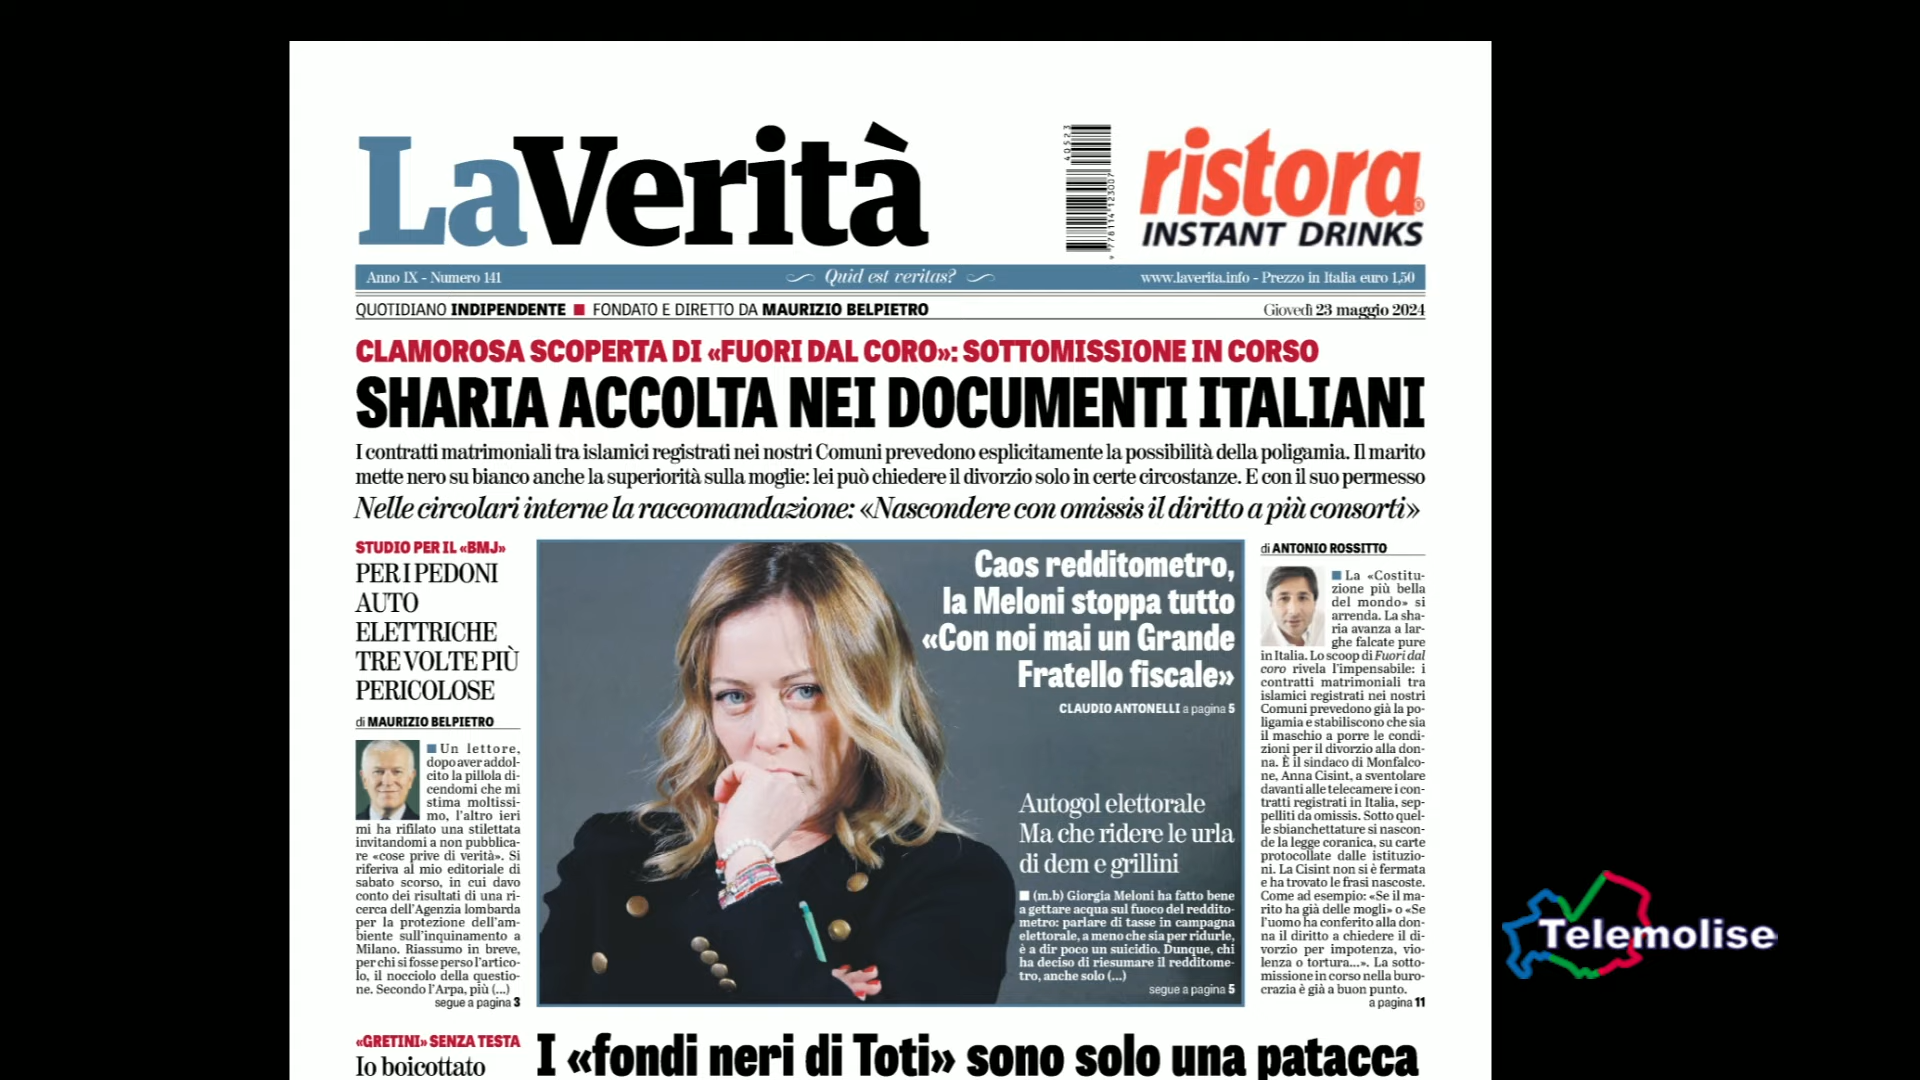 LaVerità
40523
9 778114 123007
ristora®
INSTANT DRINKS
Anno IX - Numero 141
Quid est veritas?
www.laverita.info - Prezzo in Italia euro 1,50
QUOTIDIANO INDIPENDENTE ■ FONDATO E DIRETTO DA MAURIZIO BELPIETRO
Giovedì 23 maggio 2024
CLAMOROSA SCOPERTA DI «FUORI DAL CORO»: SOTTOMISSIONE IN CORSO
SHARIA ACCOLTA NEI DOCUMENTI ITALIANI
I contratti matrimoniali tra islamici registrati nei nostri Comuni prevedono esplicitamente la possibilità della poligamia. Il marito
mette nero su bianco anche la superiorità sulla moglie: lei può chiedere il divorzio solo in certe circostanze. E con il suo permesso
Nelle circolari interne la raccomandazione: «Nascondere con omissis il diritto a più consorti»
STUDIO PER IL «BMJ»
PER I PEDONI
AUTO
ELETTRICHE
TRE VOLTE PIÙ
PERICOLOSE
di MAURIZIO BELPIETRO
■ Un lettore,
dopo aver addol-
cito la pillola di-
cendomi che mi
stima moltissi-
mo, l'altro ieri
mi ha rifilato una stilettata
invitandomi a non pubblica-
re «cose prive di verità». Si
riferiva al mio editoriale di
sabato scorso, in cui davo
conto dei risultati di una ri-
cerca dell'Agenzia lombarda
per la protezione dell'am-
biente sull'inquinamento a
Milano. Riassumo in breve,
per chi si fosse perso l'artico-
lo, il nocciolo della questio-
ne. Secondo l'Arpa, più (...)
segue a pagina 3
Caos redditometro,
la Meloni stoppa tutto
«Con noi mai un Grande
Fratello fiscale»
CLAUDIO ANTONELLI a pagina 5
Autogol elettorale
Ma che ridere le urla
di dem e grillini
■ (m.b) Giorgia Meloni ha fatto bene
a gettare acqua sul fuoco del reddito-
metro: parlare di tasse in campagna
elettorale, a meno che sia per ridurle,
è a dir poco un suicidio. Dunque, chi
ha deciso di riesumare il redditome-
tro, anche solo (...)
segue a pagina 5
di ANTONIO ROSSITTO
■ La «Costitu-
zione più bella
del mondo» si
arrenda. La sha-
ria avanza a lar-
ghe falcate pure
in Italia. Lo scoop di Fuori dal
coro rivela l'impensabile: i
contratti matrimoniali tra
islamici registrati nei nostri
Comuni prevedono già la po-
ligamia e stabiliscono che sia
il maschio a porre le condi-
zioni per il divorzio alla don-
na. È il sindaco di Monfalco-
ne, Anna Cisint, a sventolare
davanti alle telecamere i con-
tratti registrati in Italia, sep-
pelliti da omissis. Sotto quel-
le sbianchettature si nascon-
de la legge coranica, su carte
protocollate dalle istituzio-
ni. La Cisint non si è fermata
e ha trovato le frasi nascoste.
Come ad esempio: «Se il ma-
rito ha già delle mogli» o «Se
l'uomo ha conferito alla don-
na il diritto a chiedere il di-
vorzio per impotenza, vio-
lenza o tortura...». La sotto-
missione in corso nella buro-
crazia è già a buon punto.
a pagina 11
«GRETINI» SENZA TESTA
Io boicottato
I «fondi neri di Toti» sono solo una patacca
Telemolise